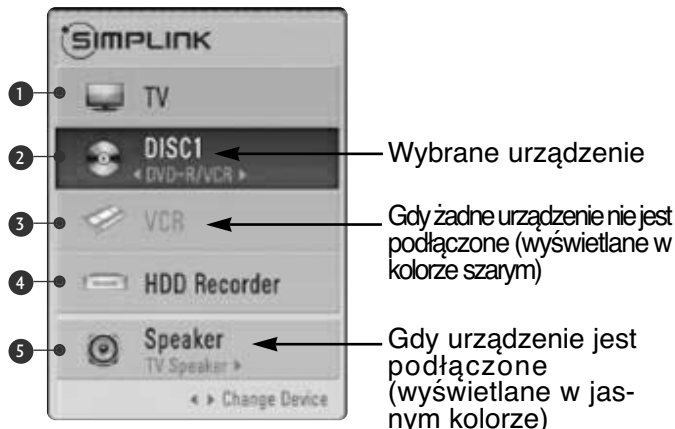 SIMPLINK
1 TV
2 DISC1
◂ DVD-R/VCR ▸
Wybrane urządzenie
3 VCR
Gdy żadne urządzenie nie jest
podłączone (wyświetlane w
kolorze szarym)
4 HDD Recorder
5 Speaker
TV Speaker ▸
Gdy urządzenie jest
podłączone
(wyświetlane w jas-
nym kolorze)
◂ ▸ Change Device